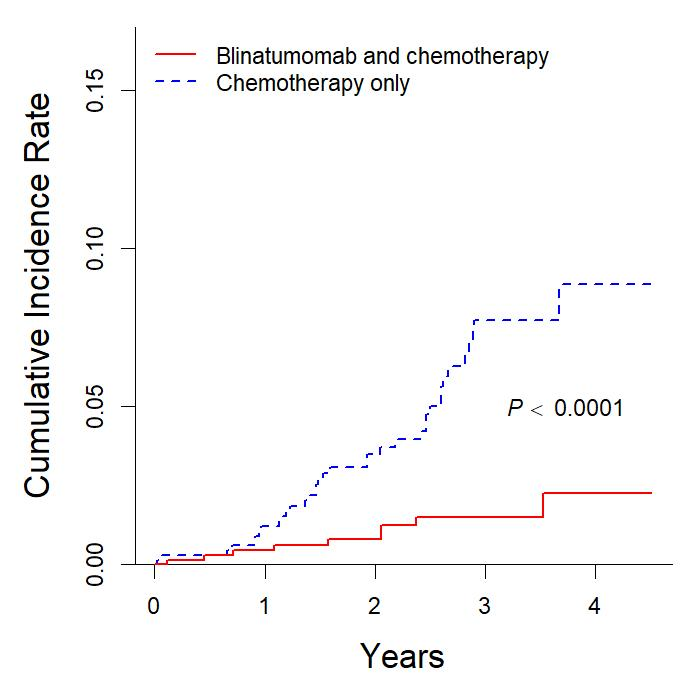 Blinatumomab and chemotherapy
Chemotherapy only
Cumulative Incidence Rate
0.15
0.10
0.05
0.00
P < 0.0001
0 1 2 3 4
Years